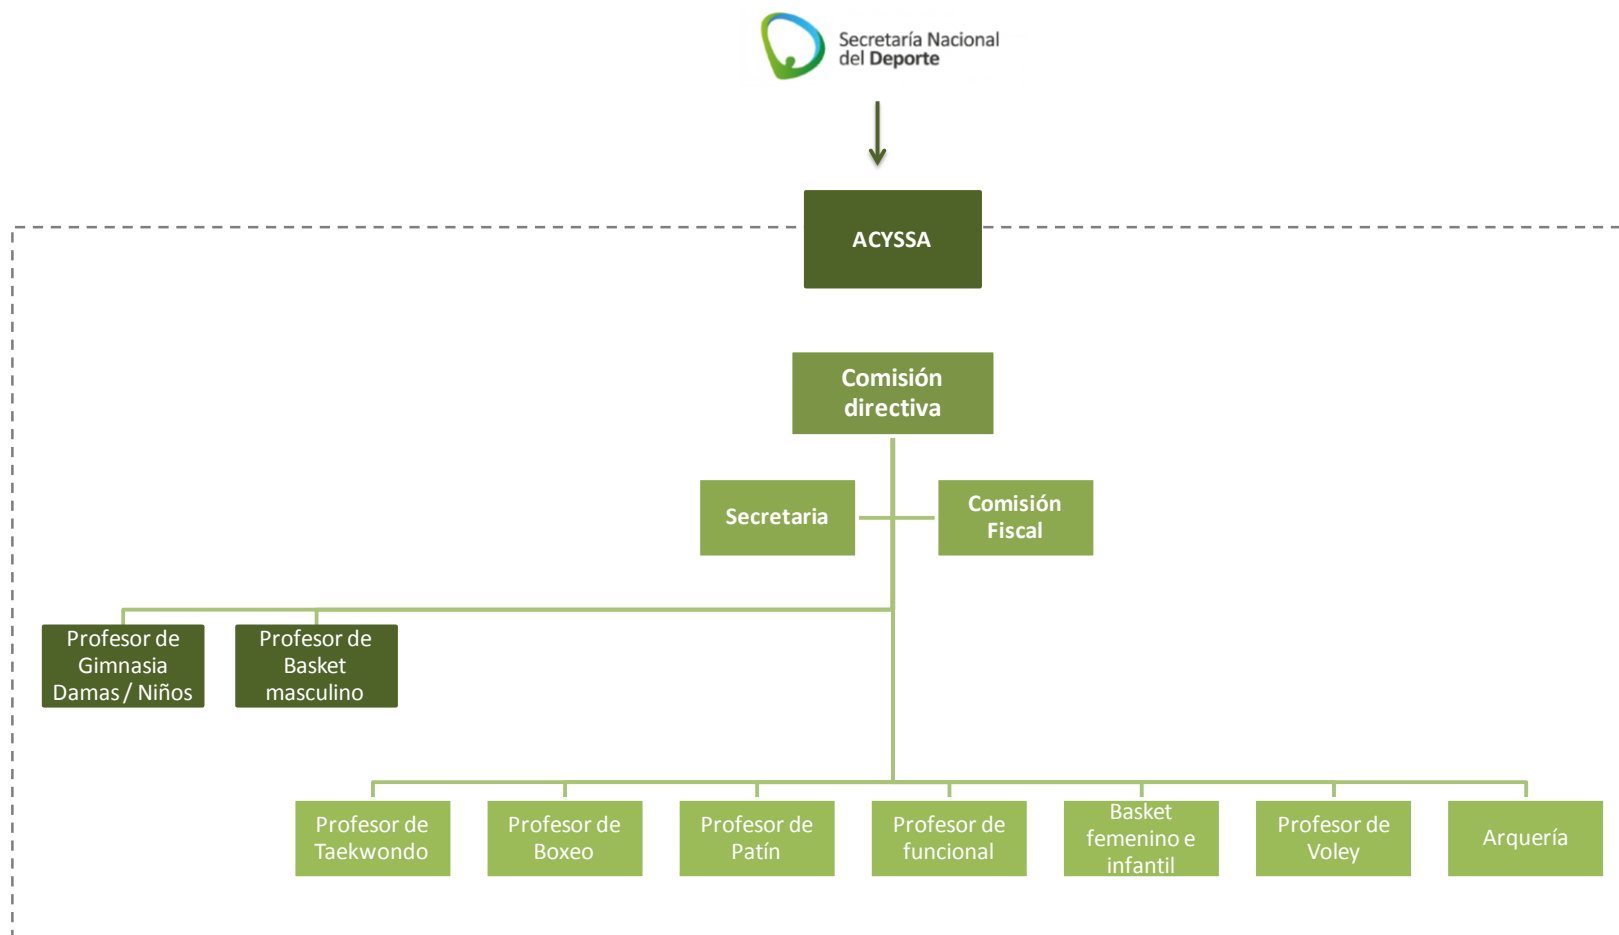 Secretaría Nacional
del Deporte
ACYSSA
Comisión
directiva
Secretaria
Comisión
Fiscal
Profesor de
Gimnasia
Damas / Niños
Profesor de
Basket
masculino
Profesor de
Taekwondo
Profesor de
Boxeo
Profesor de
Patín
Profesor de
funcional
Basket
femenino e
infantil
Profesor de
Voley
Arquería